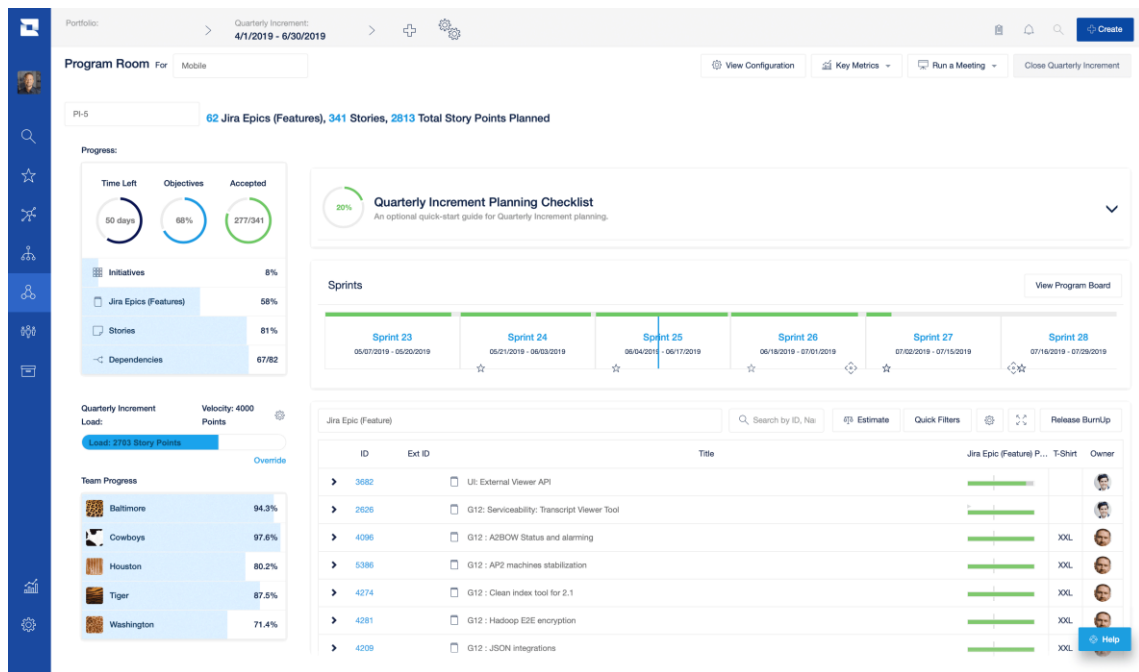 Portfolio:
Quarterly Increment:
4/1/2019 - 6/30/2019
Create
Program Room For Mobile
View Configuration
Key Metrics
Run a Meeting
Close Quarterly Increment
PI-5
62 Jira Epics (Features), 341 Stories, 2813 Total Story Points Planned
Progress:
Time Left Objectives Accepted
50 days 68% 277/341
Initiatives 8%
Jira Epics (Features) 58%
Stories 81%
Dependencies 67/82
20%
Quarterly Increment Planning Checklist
An optional quick-start guide for Quarterly Increment planning.
Sprints
View Program Board
Sprint 23 Sprint 24 Sprint 25 Sprint 26 Sprint 27 Sprint 28
05/07/2019 - 05/20/2019 05/21/2019 - 06/03/2019 06/04/2019 - 06/17/2019 06/18/2019 - 07/01/2019 07/02/2019 - 07/15/2019 07/16/2019 - 07/29/2019
Quarterly Increment Load:
Velocity: 4000 Points
Load: 2793 Story Points
Override
Team Progress
Baltimore 94.3%
Cowboys 97.6%
Houston 80.2%
Tiger 87.5%
Washington 71.4%
Jira Epic (Feature)
Search by ID, Na
Estimate
Quick Filters
Release BurnUp
ID Ext ID Title Jira Epic (Feature) P... T-Shirt Owner
3682 UI: External Viewer API
2626 G12: Serviceability: Transcript Viewer Tool
4096 G12 : A2BOW Status and alarming XXL
5386 G12 : AP2 machines stabilization XXL
4274 G12 : Clean index tool for 2.1 XXL
4281 G12 : Hadoop E2E encryption XXL
4209 G12 : JSON integrations XXL
Help